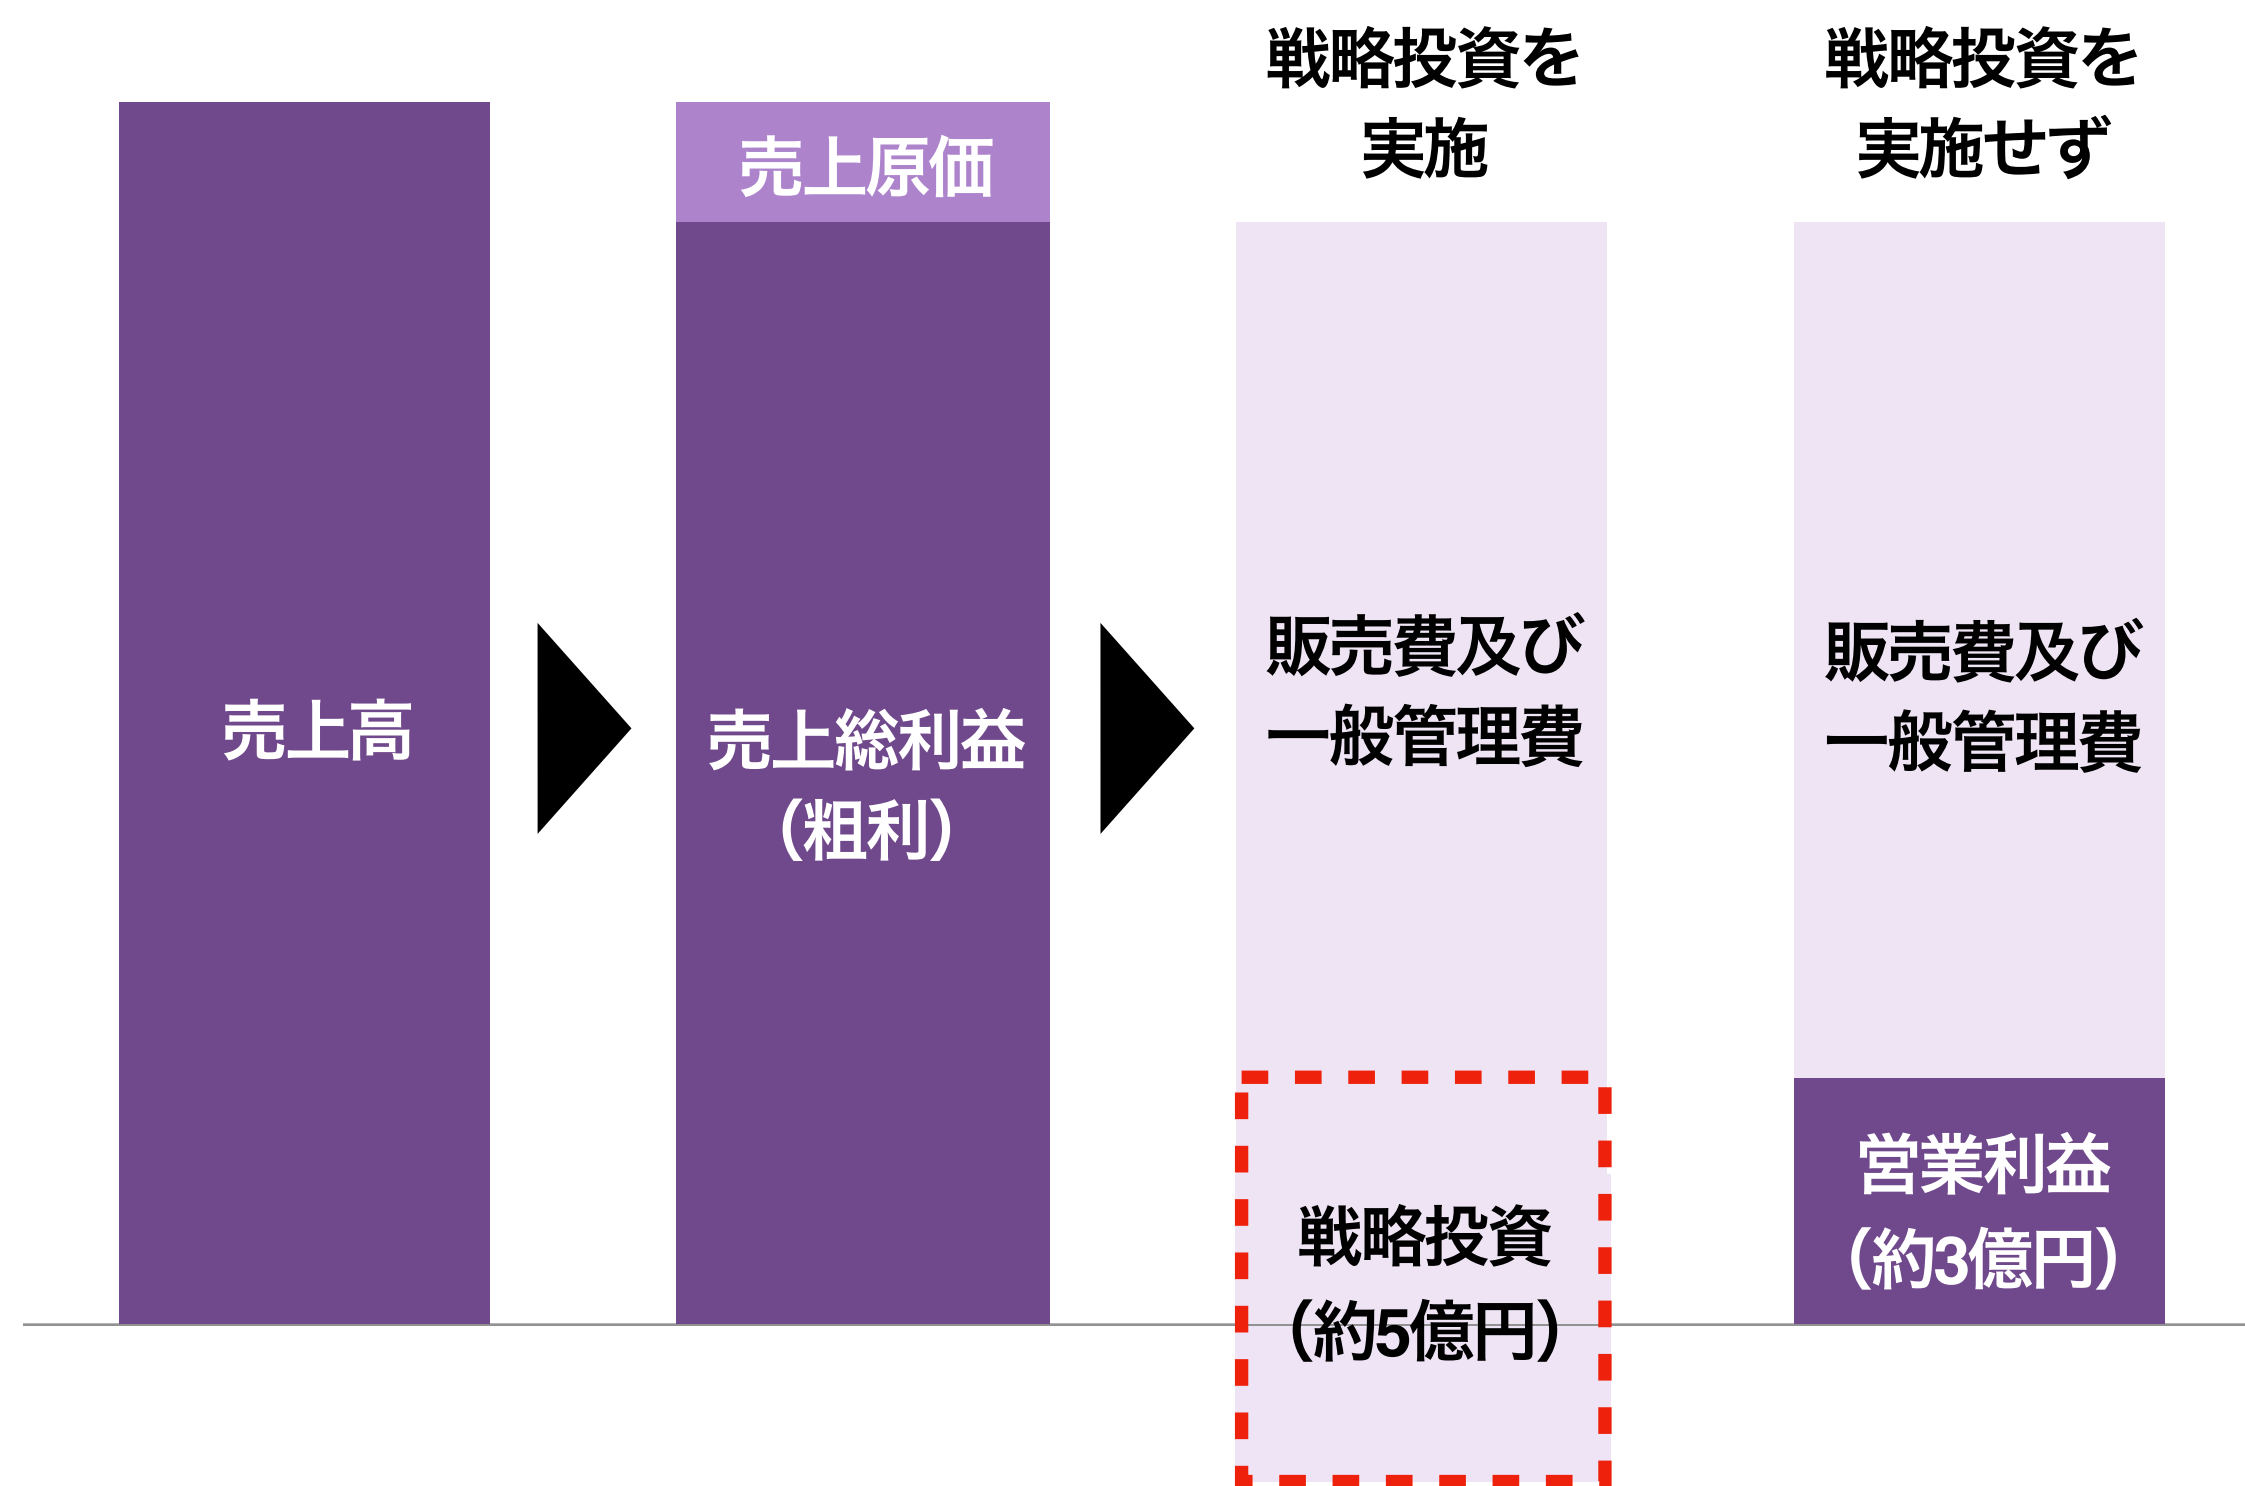 売上高
売上原価
売上総利益
（粗利）
戦略投資を
実施
販売費及び
一般管理費
戦略投資
（約5億円）
戦略投資を
実施せず
販売費及び
一般管理費
営業利益
（約3億円）